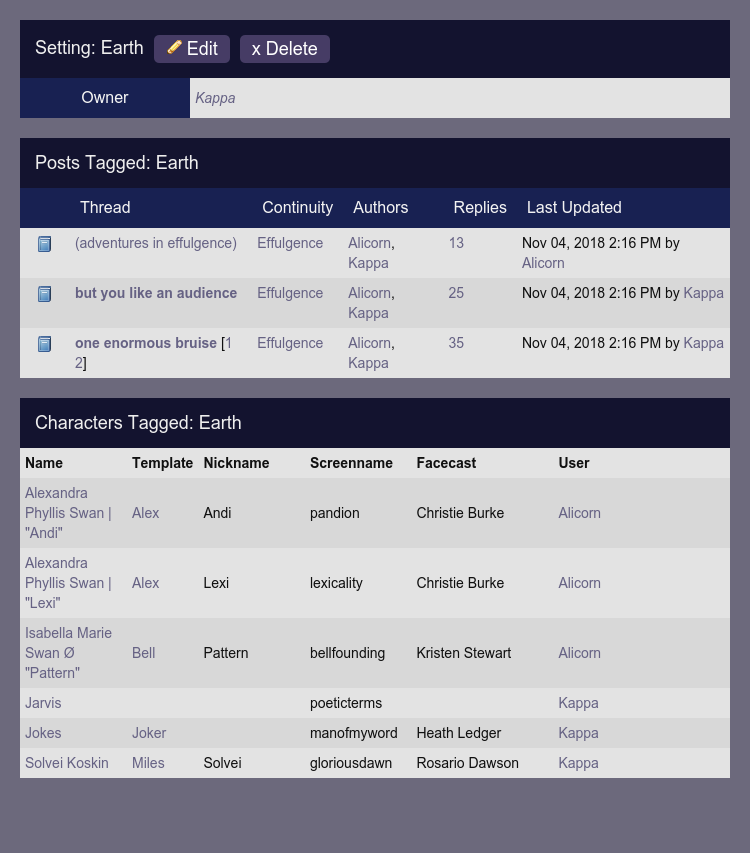 Setting: Earth Edit x Delete
Owner Kappa
Posts Tagged: Earth
Thread Continuity Authors Replies Last Updated
(adventures in effulgence) Effulgence Alicorn, Kappa 13 Nov 04, 2018 2:16 PM by Alicorn
but you like an audience Effulgence Alicorn, Kappa 25 Nov 04, 2018 2:16 PM by Kappa
one enormous bruise [1 2] Effulgence Alicorn, Kappa 35 Nov 04, 2018 2:16 PM by Kappa
Characters Tagged: Earth
Name Template Nickname Screenname Facecast User
Alexandra Phyllis Swan | "Andi" Alex Andi pandion Christie Burke Alicorn
Alexandra Phyllis Swan | "Lexi" Alex Lexi lexicality Christie Burke Alicorn
Isabella Marie Swan Ø "Pattern" Bell Pattern bellfounding Kristen Stewart Alicorn
Jarvis poeticterms Kappa
Jokes Joker manofmyword Heath Ledger Kappa
Solvei Koskin Miles Solvei gloriousdawn Rosario Dawson Kappa